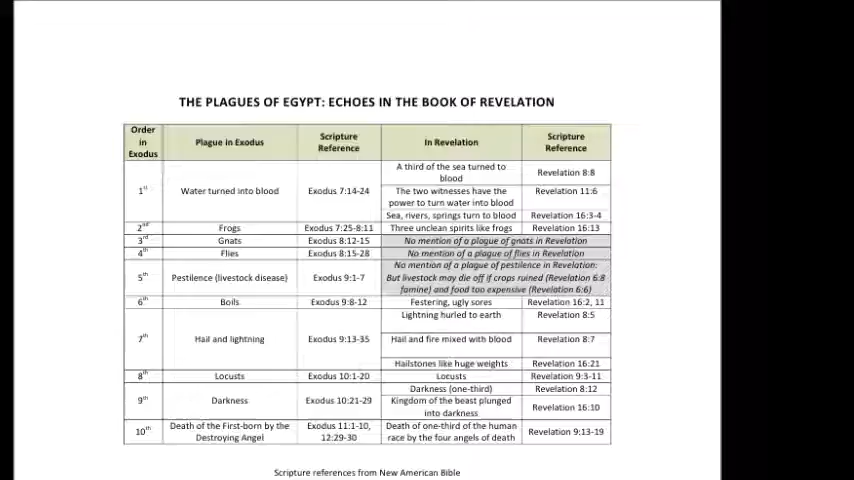 THE PLAGUES OF EGYPT: ECHOES IN THE BOOK OF REVELATION
Order in Exodus Plague in Exodus Scripture Reference In Revelation Scripture Reference
1st Water turned into blood Exodus 7:14-24
A third of the sea turned to blood Revelation 8:8
The two witnesses have the power to turn water into blood Revelation 11:6
Sea, rivers, springs turn to blood Revelation 16:3-4
2nd Frogs Exodus 7:25-8:11 Three unclean spirits like frogs Revelation 16:13
3rd Gnats Exodus 8:12-15 No mention of a plague of gnats in Revelation
4th Flies Exodus 8:15-28 No mention of a plague of flies in Revelation
5th Pestilence (livestock disease) Exodus 9:1-7
No mention of a plague of pestilence in Revelation:
But livestock may die off if crops ruined (Revelation 6:8
famine) and food too expensive (Revelation 6:6)
6th Boils Exodus 9:8-12 Festering, ugly sores Revelation 16:2, 11
7th Hail and lightning Exodus 9:13-35
Lightning hurled to earth Revelation 8:5
Hail and fire mixed with blood Revelation 8:7
Hailstones like huge weights Revelation 16:21
8th Locusts Exodus 10:1-20 Locusts Revelation 9:3-11
9th Darkness Exodus 10:21-29
Darkness (one-third) Revelation 8:12
Kingdom of the beast plunged into darkness Revelation 16:10
10th Death of the First-born by the Destroying Angel Exodus 11:1-10, 12:29-30 Death of one-third of the human race by the four angels of death Revelation 9:13-19
Scripture references from New American Bible